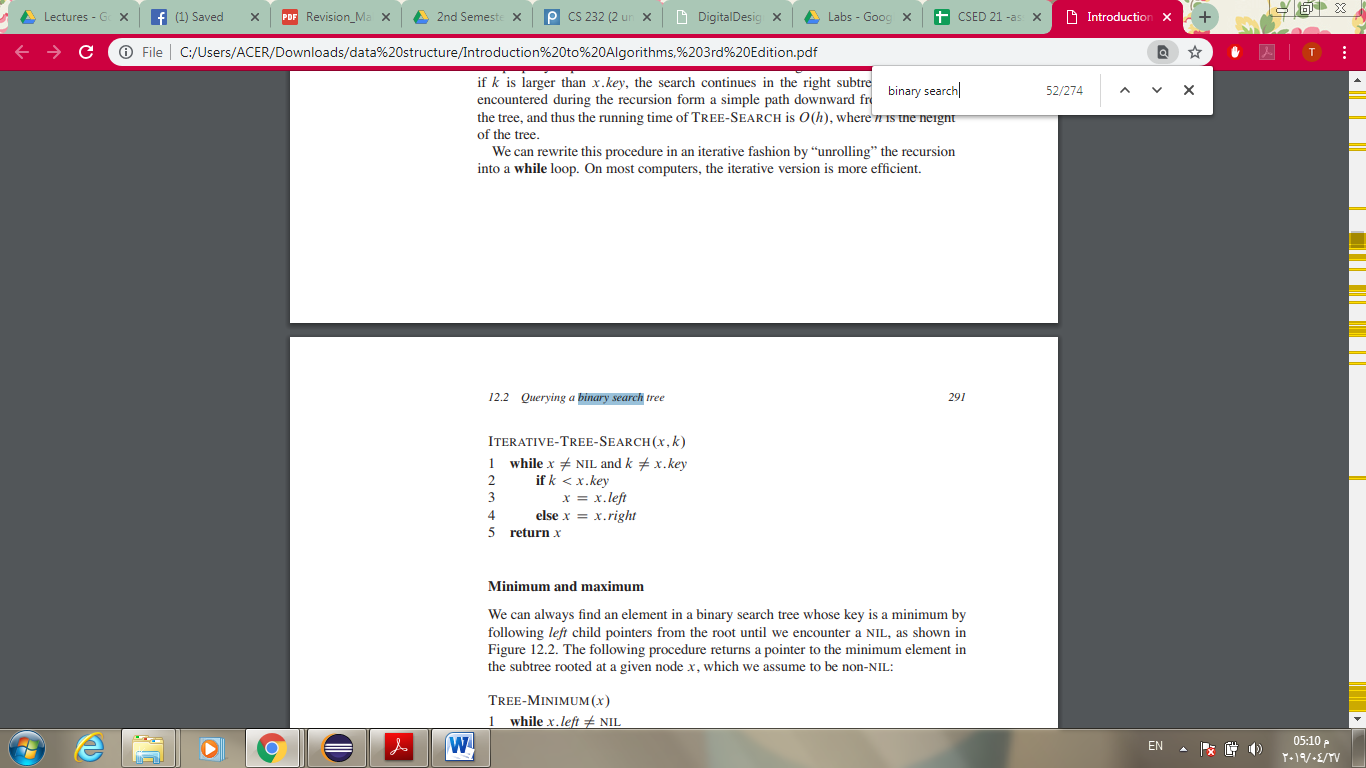 Lectures - G
(1) Saved
Revision_Ma
2nd Semeste
CS 232 (2 un
DigitalDesig
Labs - Goog
CSED 21 -as
Introduction
File
C:/Users/ACER/Downloads/data%20structure/Introduction%20to%20Algorithms,%203rd%20Edition.pdf
T
binary search
52/274
if k is larger than x.key, the search continues in the right subtre
encountered during the recursion form a simple path downward fr
the tree, and thus the running time of TREE-SEARCH is O(h), where h is the height
of the tree.
We can rewrite this procedure in an iterative fashion by “unrolling” the recursion
into a while loop. On most computers, the iterative version is more efficient.
12.2 Querying a binary search tree 291
ITERATIVE-TREE-SEARCH(x, k)
1 while x ≠ NIL and k ≠ x.key
2 if k < x.key
3 x = x.left
4 else x = x.right
5 return x
Minimum and maximum
We can always find an element in a binary search tree whose key is a minimum by
following left child pointers from the root until we encounter a NIL, as shown in
Figure 12.2. The following procedure returns a pointer to the minimum element in
the subtree rooted at a given node x, which we assume to be non-NIL:
TREE-MINIMUM(x)
1 while x.left ≠ NIL
EN
05:10 م
٢٠١٩/٠٤/٢٧